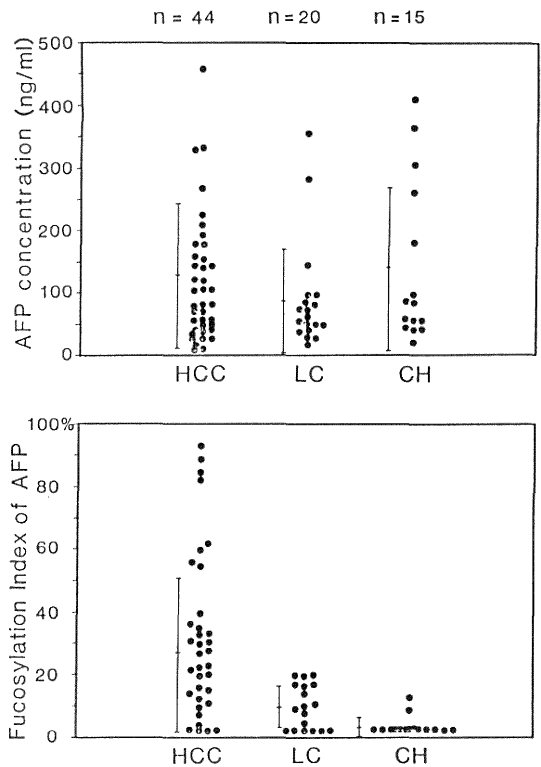 n = 44 n = 20 n = 15
AFP concentration (ng/ml)
500
400
300
200
100
0
HCC LC CH
Fucosylation Index of AFP
100%
80
60
40
20
0
HCC LC CH